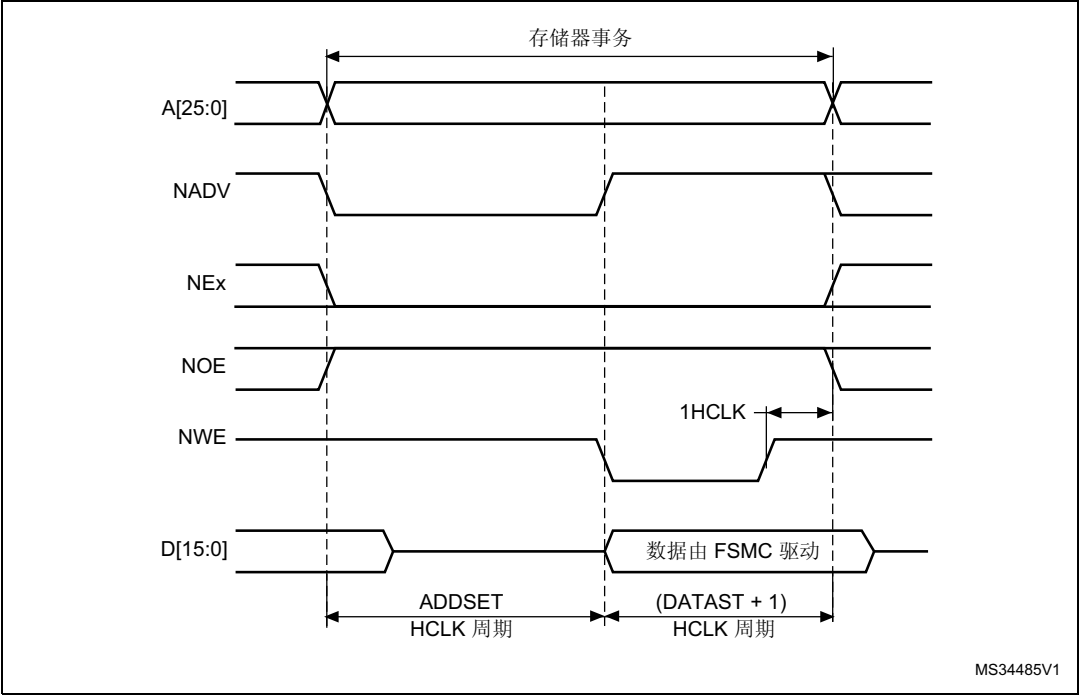 存储器事务
A[25:0]
NADV
NEx
NOE
1HCLK
NWE
D[15:0]
数据由 FSMC 驱动
ADDSET
HCLK 周期
(DATAST + 1)
HCLK 周期
MS34485V1